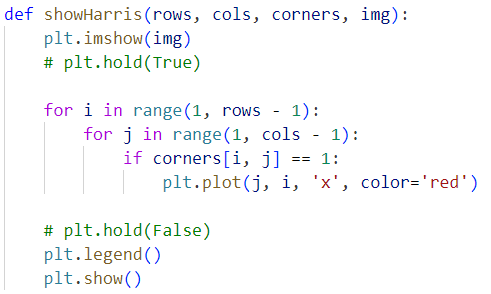 def showHarris(rows, cols, corners, img):
    plt.imshow(img)
    # plt.hold(True)

    for i in range(1, rows - 1):
        for j in range(1, cols - 1):
            if corners[i, j] == 1:
                plt.plot(j, i, 'x', color='red')

    # plt.hold(False)
    plt.legend()
    plt.show()